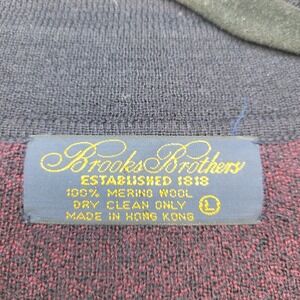 Brooks Brothers
ESTABLISHED 1818
100% MERINO WOOL
DRY CLEAN ONLY L
MADE IN HONG KONG